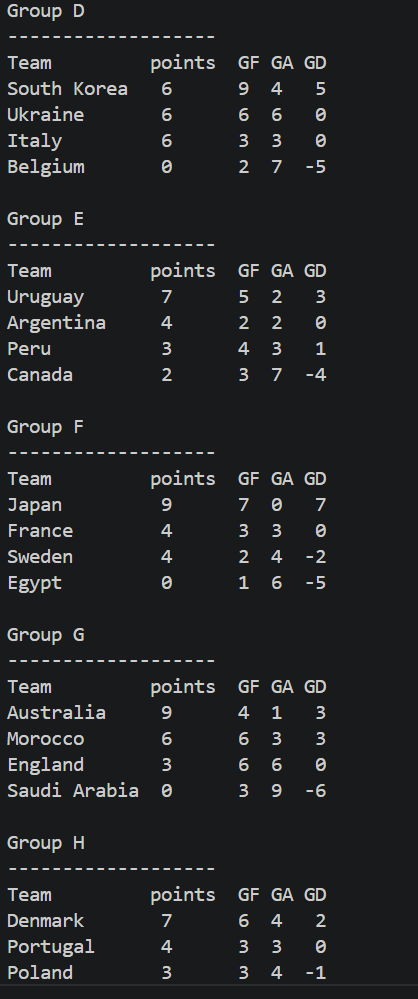 Group D
-------------------
Team         points  GF GA GD
South Korea   6      9  4   5
Ukraine       6      6  6   0
Italy         6      3  3   0
Belgium       0      2  7  -5

Group E
-------------------
Team         points  GF GA GD
Uruguay       7      5  2   3
Argentina     4      2  2   0
Peru          3      4  3   1
Canada        2      3  7  -4

Group F
-------------------
Team         points  GF GA GD
Japan         9      7  0   7
France        4      3  3   0
Sweden        4      2  4  -2
Egypt         0      1  6  -5

Group G
-------------------
Team         points  GF GA GD
Australia     9      4  1   3
Morocco       6      6  3   3
England       3      6  6   0
Saudi Arabia  0      3  9  -6

Group H
-------------------
Team         points  GF GA GD
Denmark       7      6  4   2
Portugal      4      3  3   0
Poland        3      3  4  -1